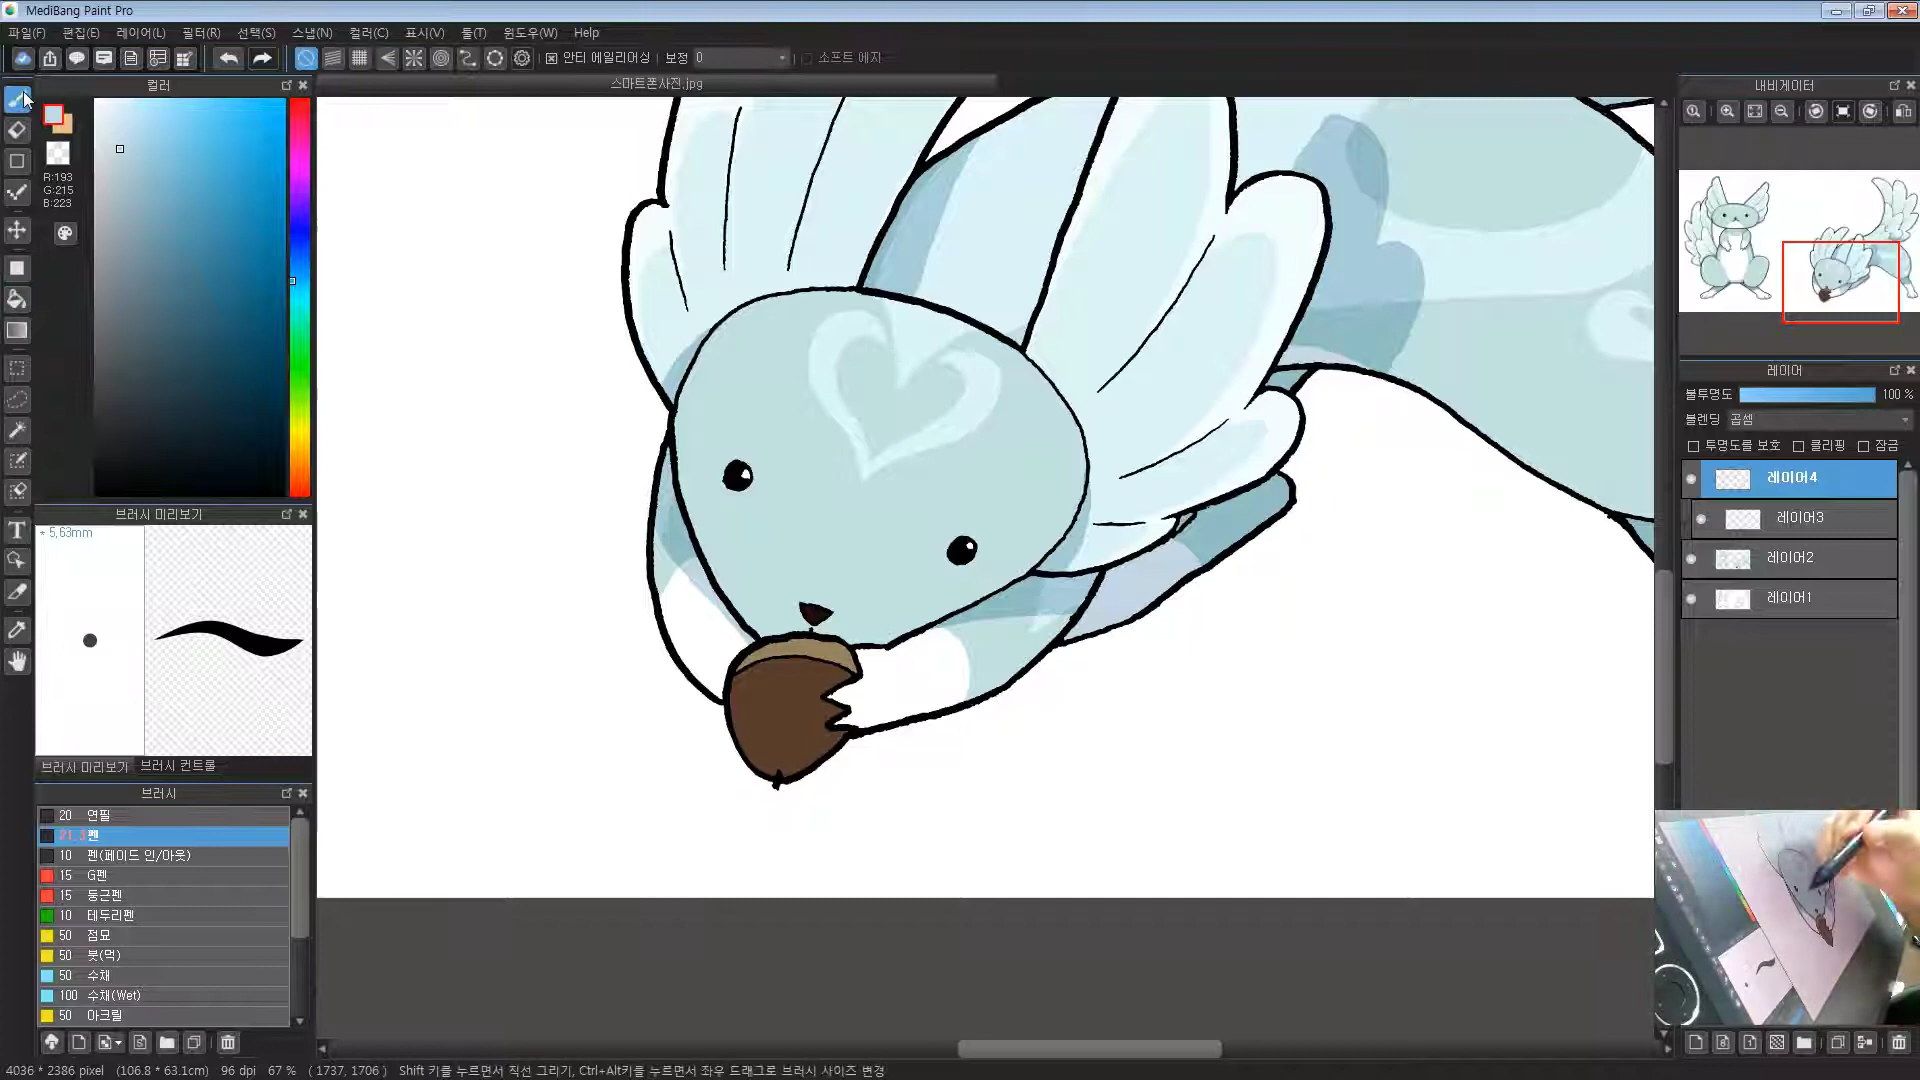 MediBang Paint Pro
파일(F) 편집(E) 레이어(L) 필터(R) 선택(S) 스냅(N) 컬러(C) 표시(V) 툴(T) 윈도우(W) Help
안티 에일리어싱 보정 0 소프트 에지
컬러
스마트폰사진.jpg
내비게이터
R:193
G:215
B:223
레이어
불투명도 100 %
블렌딩 곱셈
투명도를 보호 클리핑 잠금
레이어4
레이어3
레이어2
레이어1
브러시 미리보기
* 5,63mm
브러시 미리보기 브러시 컨트롤
브러시
20 연필
펜
10 펜(페이드 인/아웃)
15 G펜
15 둥근펜
10 테두리펜
50 점묘
50 붓(먹)
50 수채
100 수채(Wet)
50 아크릴
4036 * 2386 pixel (106.8 * 63.1cm) 96 dpi 67 % ( 1737, 1706 ) Shift 키를 누르면서 직선 그리기, Ctrl+Alt키를 누르면서 좌우 드래그로 브러시 사이즈 변경